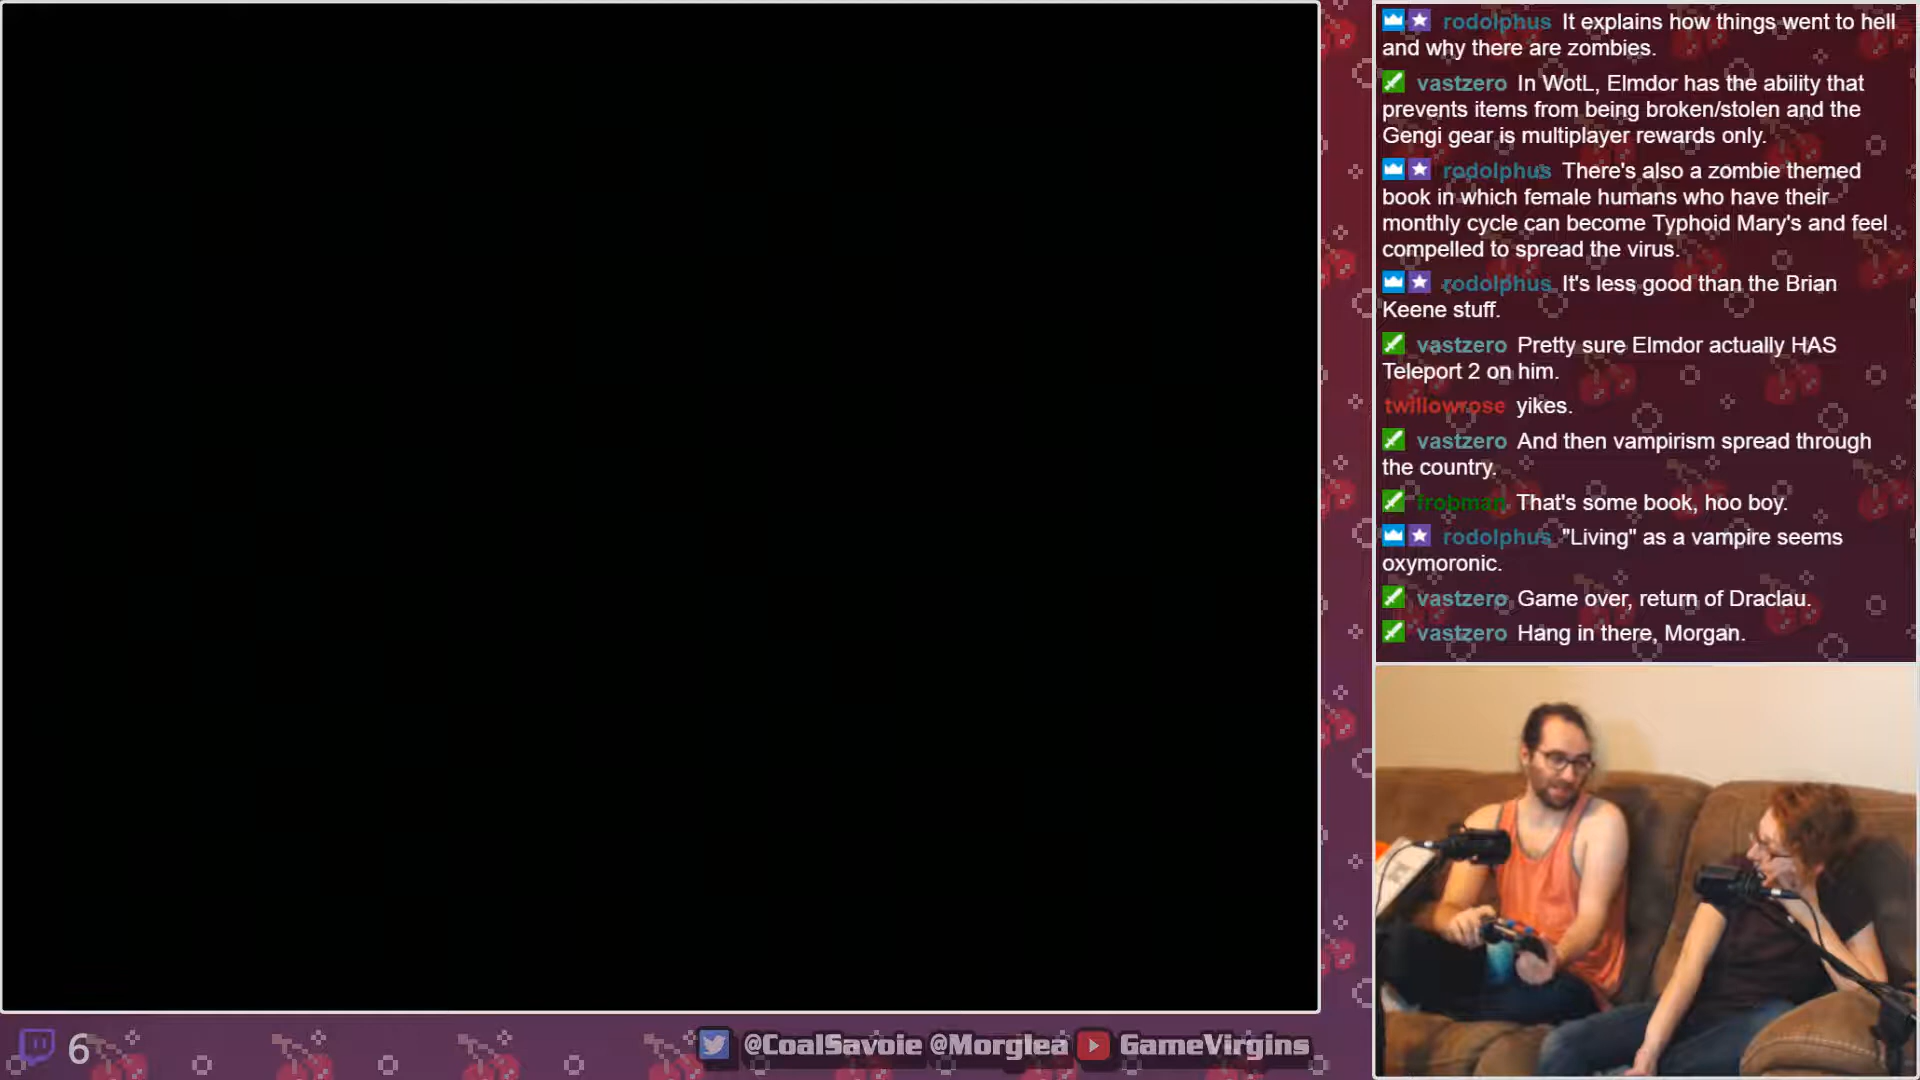 rodolphus It explains how things went to hell
and why there are zombies.
vastzero In WotL, Elmdor has the ability that
prevents items from being broken/stolen and the
Gengi gear is multiplayer rewards only.
rodolphus There's also a zombie themed
book in which female humans who have their
monthly cycle can become Typhoid Mary's and feel
compelled to spread the virus.
rodolphus It's less good than the Brian
Keene stuff.
vastzero Pretty sure Elmdor actually HAS
Teleport 2 on him.
twillowrose yikes.
vastzero And then vampirism spread through
the country.
frobman That's some book, hoo boy.
rodolphus "Living" as a vampire seems
oxymoronic.
vastzero Game over, return of Draclau.
vastzero Hang in there, Morgan.
6 @CoalSavoie @Morglea GameVirgins